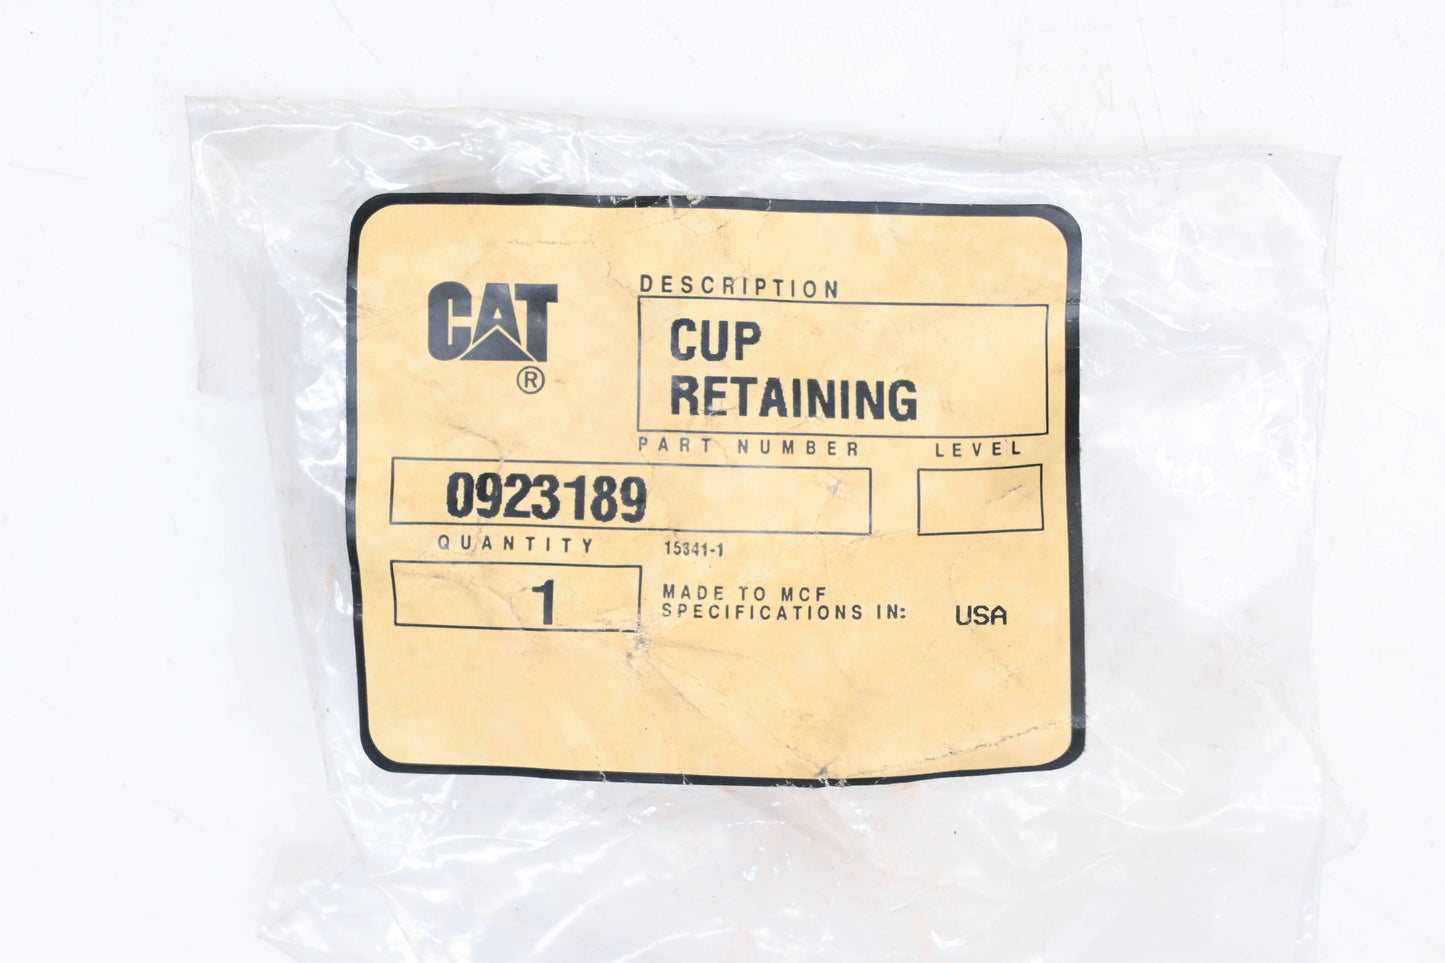 CAT
®
DESCRIPTION
CUP
RETAINING
PART NUMBER LEVEL
0923189
QUANTITY 15341-1
1
MADE TO MCF
SPECIFICATIONS IN: USA